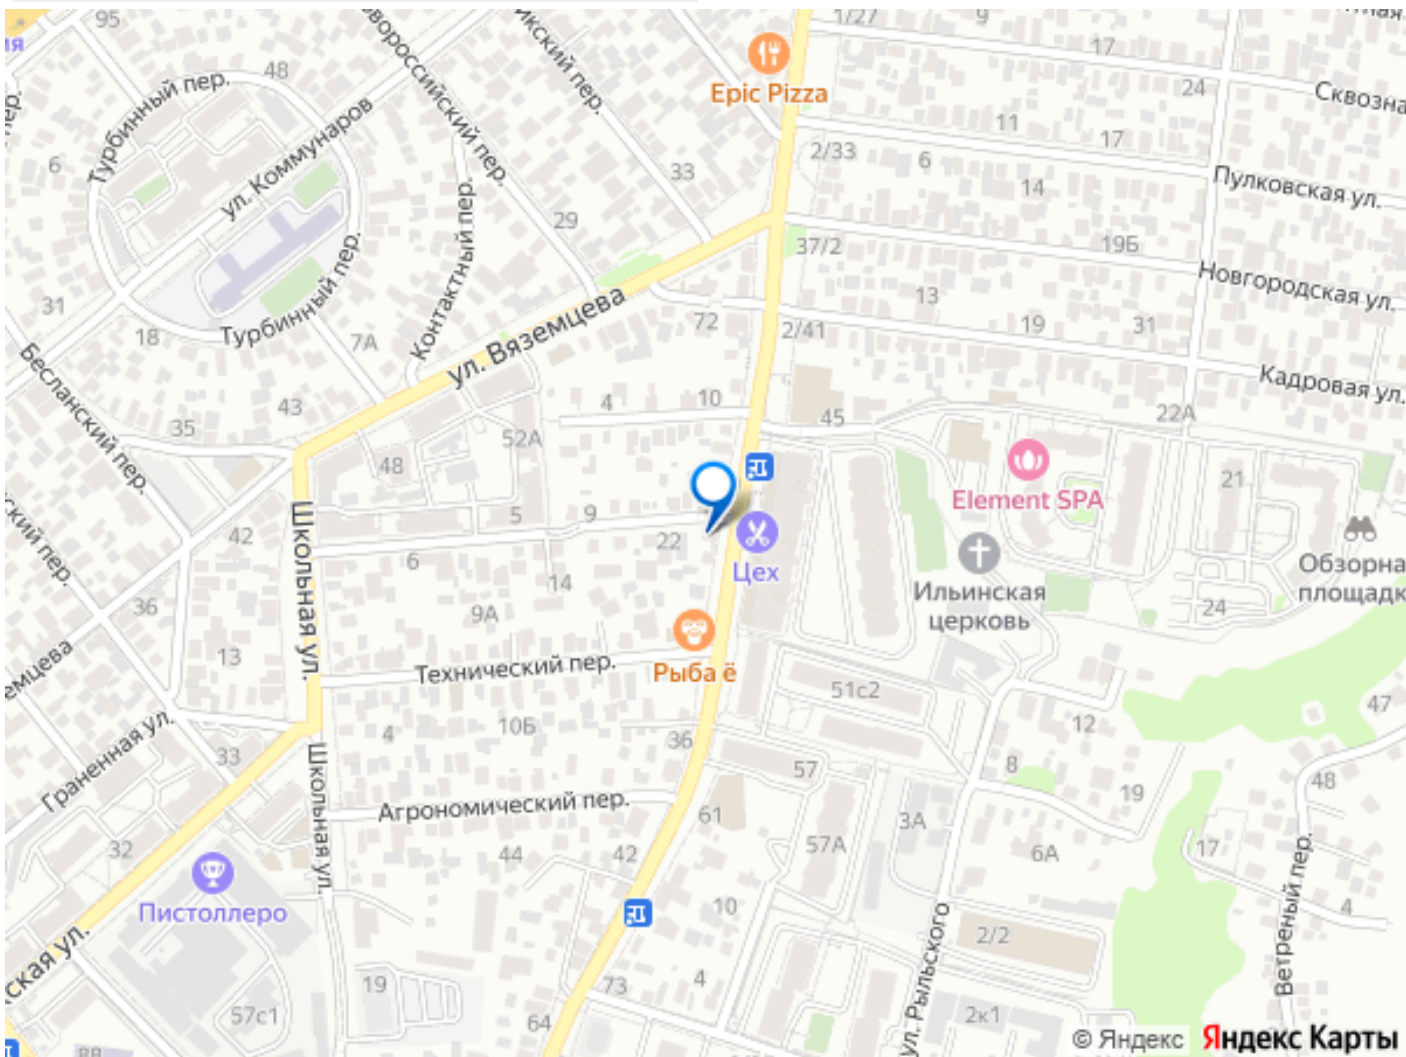 95
1/27
9
17
24
Сквозна
Epic Pizza
48
Турбинный пер.
ул. Коммунаров
6
33
2/33
11
17
6
14
Пулковская ул.
Контактный пер.
29
37/2
19Б
Новгородская ул.
31
18
Турбинный пер.
7А
ул. Вяземцева
72
2/41
13
19
31
Кадровая ул.
Бесланский пер.
43
35
4
10
45
22А
52А
48
21
Element SPA
Школьная ул.
42
5
9
22
6
14
Цех
Ильинская
церковь
Обзорна
площадк
24
36
9А
13
Технический пер.
Рыба ё
51с2
12
47
Граненная ул.
4
10Б
36
33
57
8
19
48
Школьная ул.
Агрономический пер.
61
3А
57А
6А
17
32
44
42
Пистоллеро
10
2/2
4
Ветреный пер.
ул. Рыльского
19
73
4
57с1
64
2к1
88
© Яндекс Яндекс Карты